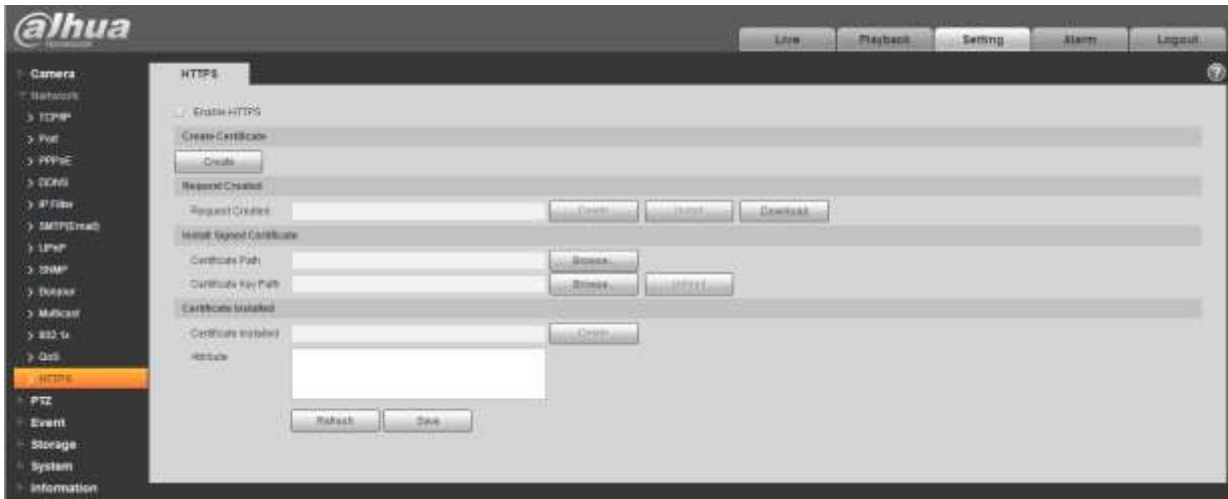 alhua
TECHNOLOGY
Live Playback Setting Alarm Logout
Camera
Network
TCP/IP
Port
PPPoE
DDNS
IP Filter
SMTP(Email)
UPnP
SNMP
Bonjour
Multicast
802.1x
QoS
HTTPS
PTZ
Event
Storage
System
Information
HTTPS
Enable HTTPS
Create Certificate
Create
Request Created
Request Created Delete Install Download
Install Signed Certificate
Certificate Path Browse...
Certificate Key Path Browse... Upload
Certificate Installed
Certificate Installed Delete
Attribute
Refresh Save